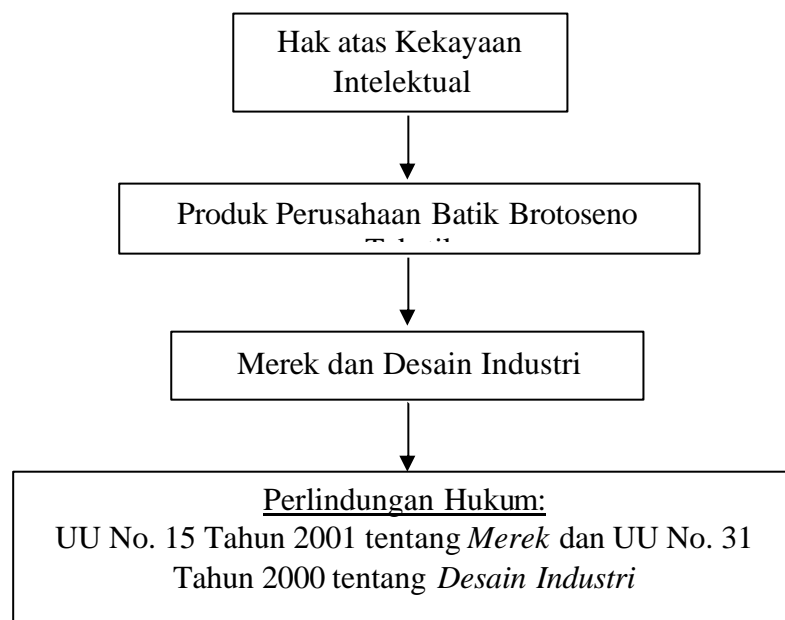 Hak atas Kekayaan
Intelektual
Produk Perusahaan Batik Brotoseno
Merek dan Desain Industri
Perlindungan Hukum:
UU No. 15 Tahun 2001 tentang Merek dan UU No. 31
Tahun 2000 tentang Desain Industri